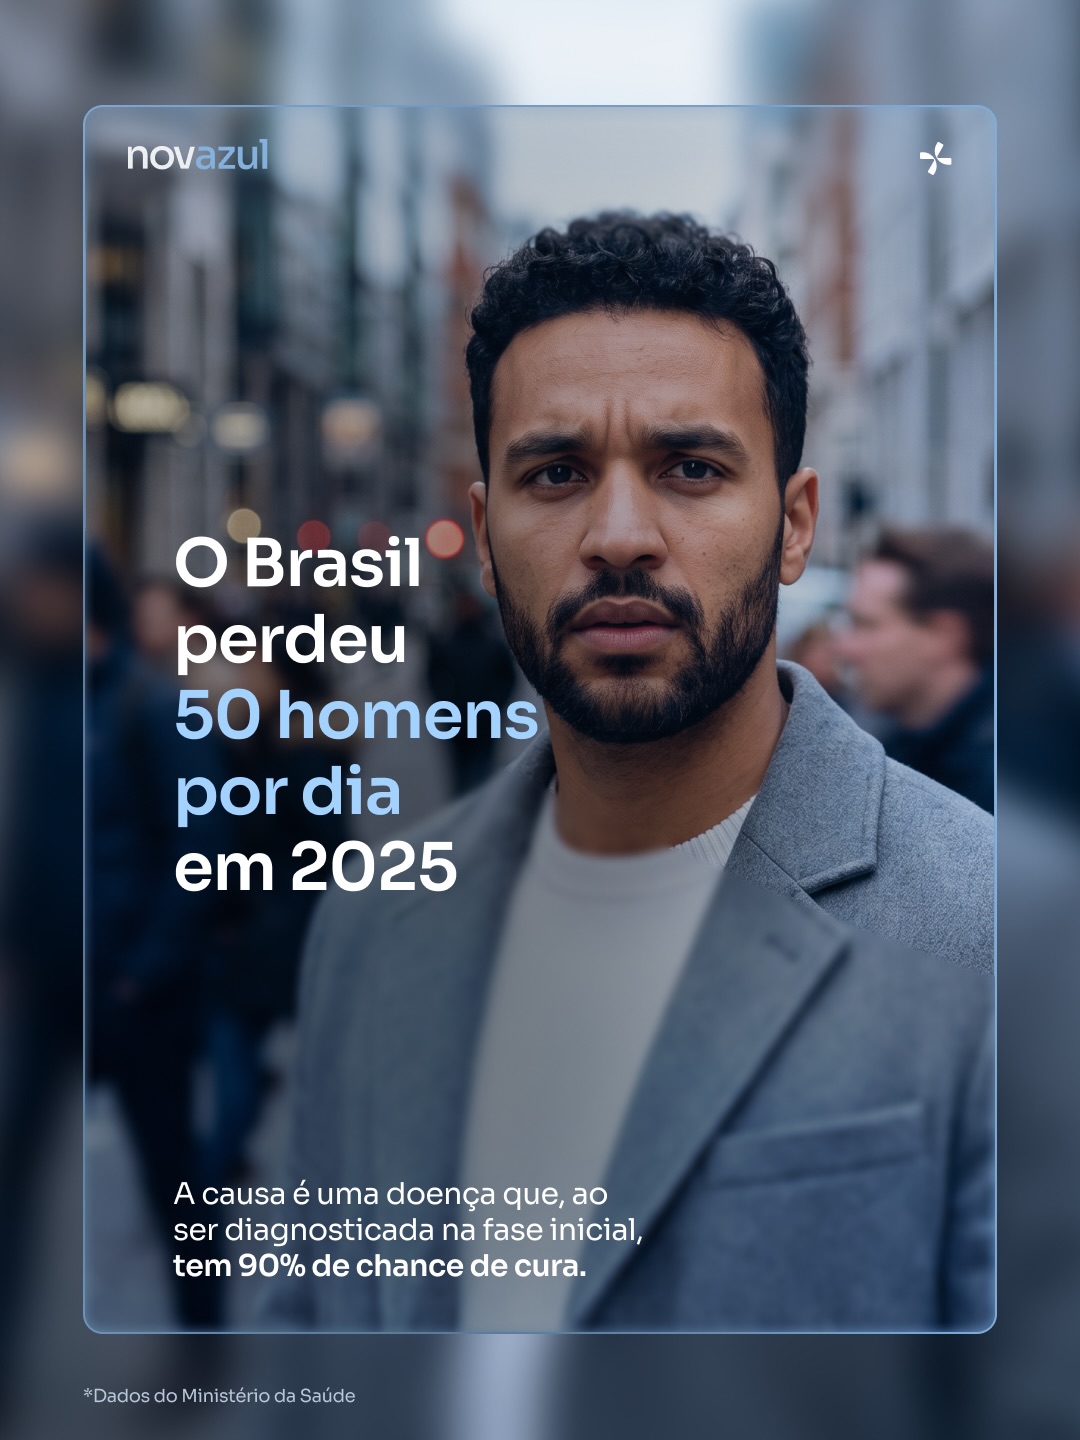 novazul
O Brasil
perdeu
50 homens
por dia
em 2025
A causa é uma doença que, ao
ser diagnosticada na fase inicial,
tem 90% de chance de cura.
*Dados do Ministério da Saúde